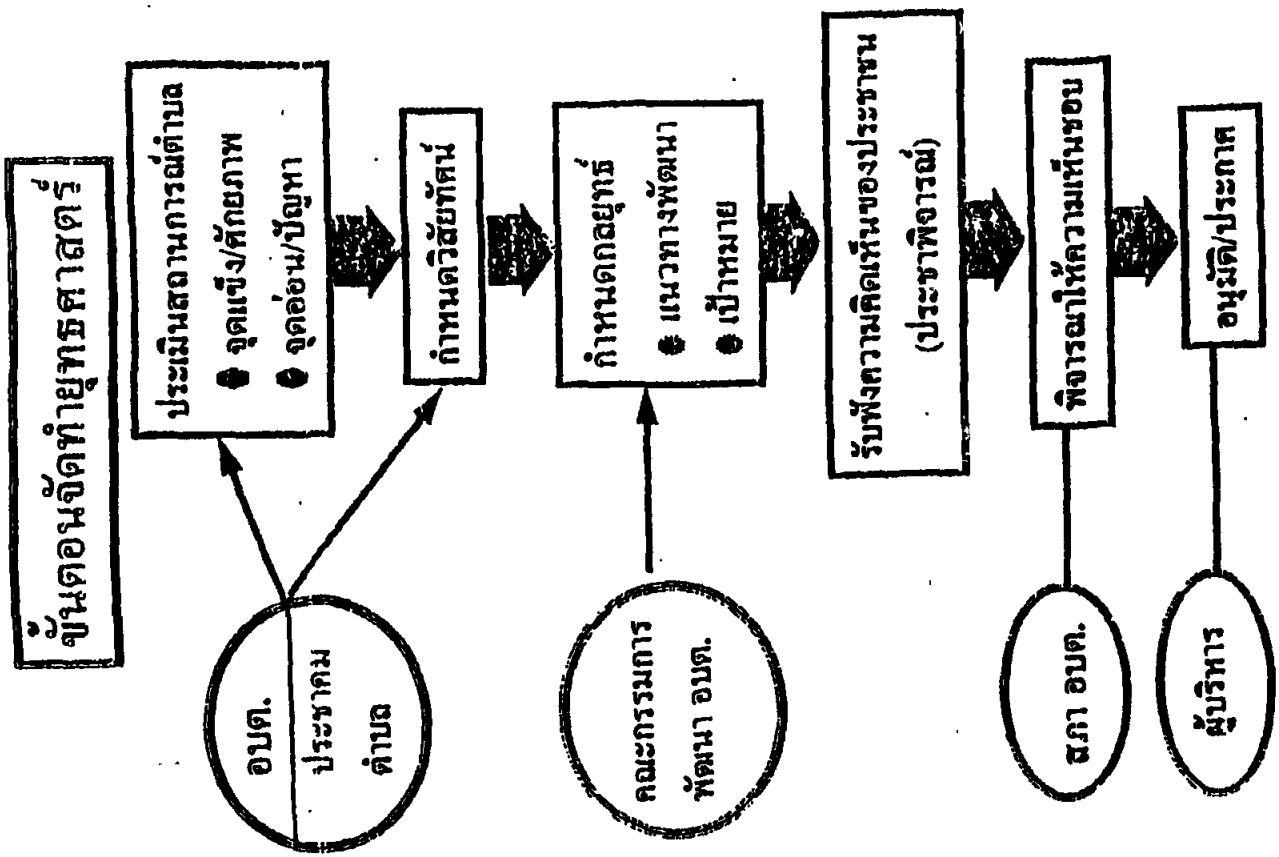 ขั้นตอนจัดทำยุทธศาสตร์
อบต.
ประชาคม
ตำบล
ประเมินสถานการณ์ตำบล
จุดแข็ง/ศักยภาพ
จุดอ่อน/ปัญหา
กำหนดวิสัยทัศน์
คณะกรรมการ
พัฒนา อบต.
กำหนดกลยุทธ์
แนวทางพัฒนา
เป้าหมาย
รับฟังความคิดเห็นของประชาชน
(ประชาพิจารณ์)
สภา อบต.
พิจารณาให้ความเห็นชอบ
ผู้บริหาร
อนุมัติ/ประกาศ